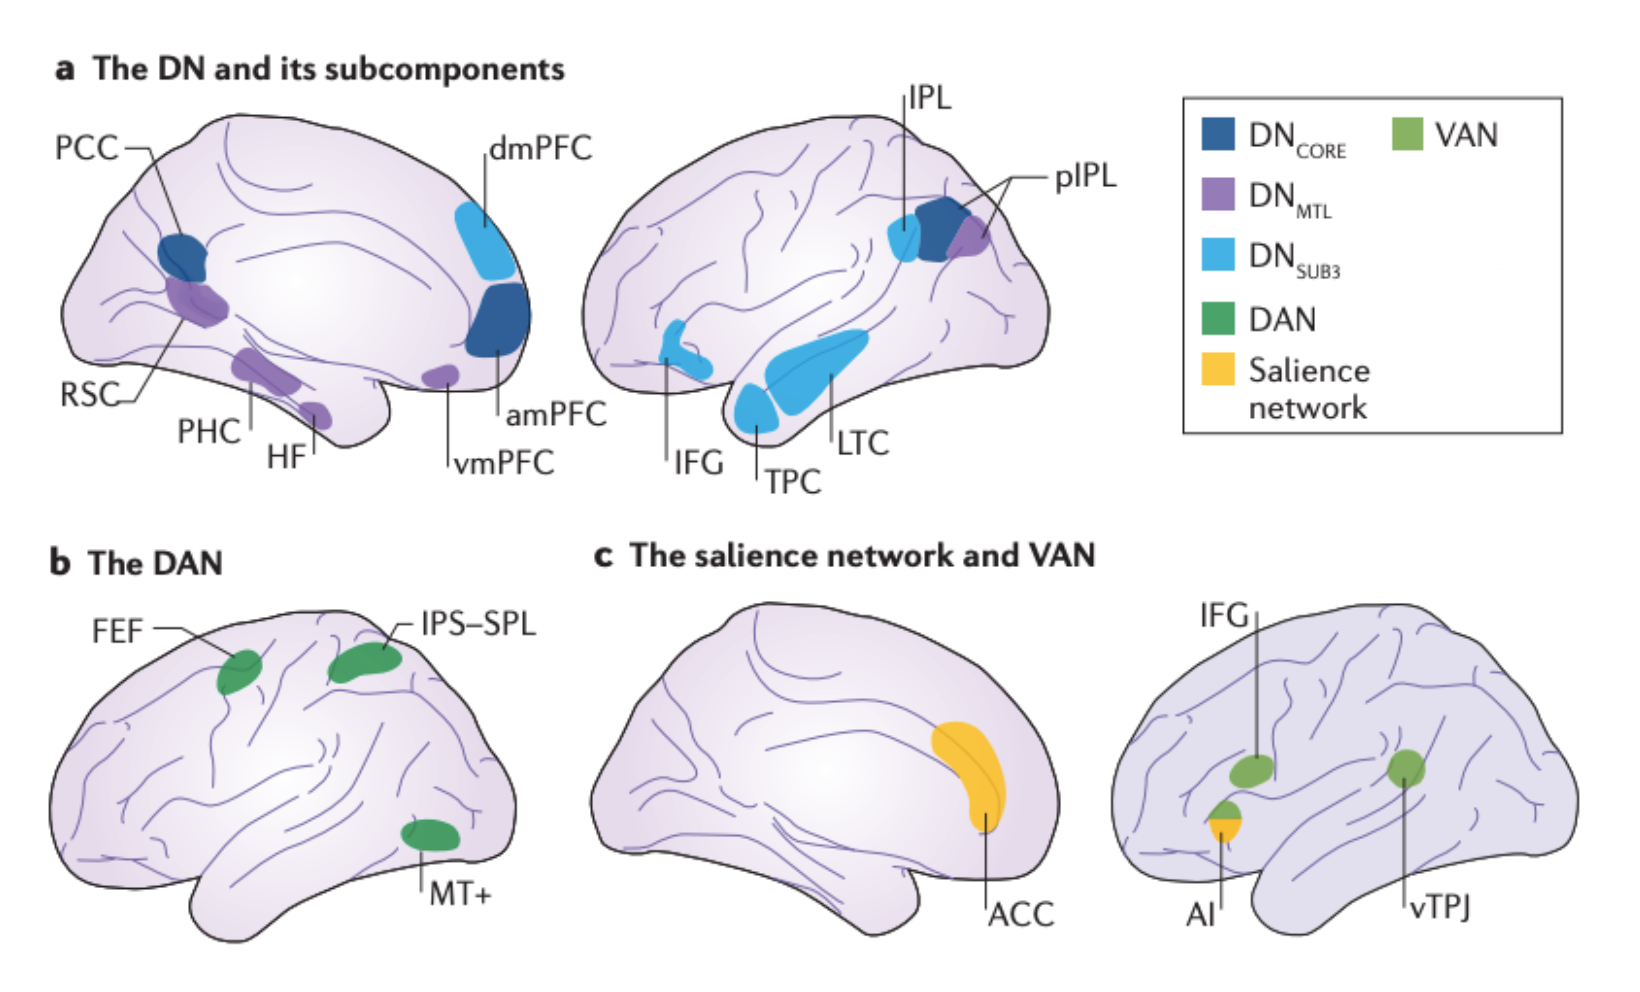 a The DN and its subcomponents
PCC
dmPFC
RSC
PHC
HF
vmPFC
amPFC
IPL
pIPL
IFG
TPC
LTC
DNCORE
VAN
DNMTL
DNSUB3
DAN
Salience
network
b The DAN
FEF
IPS–SPL
MT+
c The salience network and VAN
ACC
IFG
AI
vTPJ